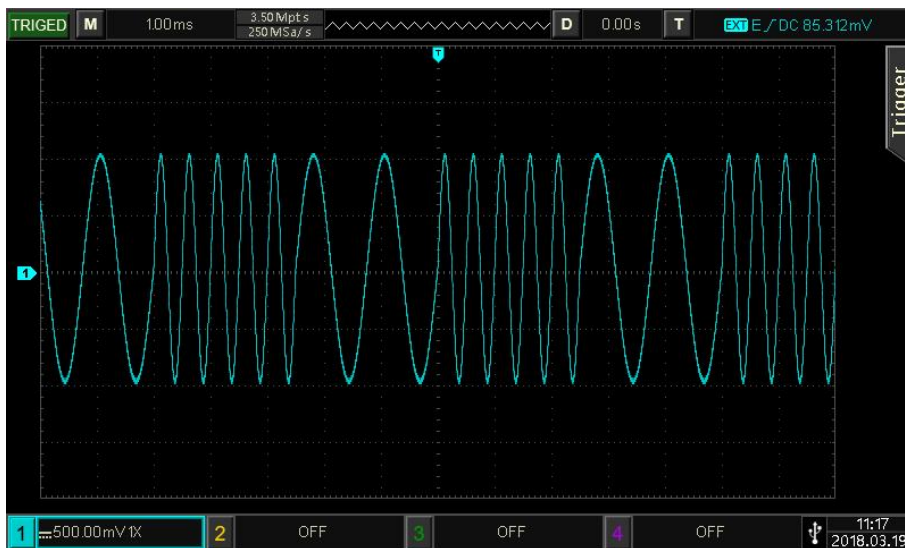 TRIGED M 1.00ms 3.50Mpts D 0.00s T EXT E DC 85.312mV
250MSa/s
T
Trigger
1
1 500.00mV 1X 2 OFF 3 OFF 4 OFF 11:17
2018.03.19